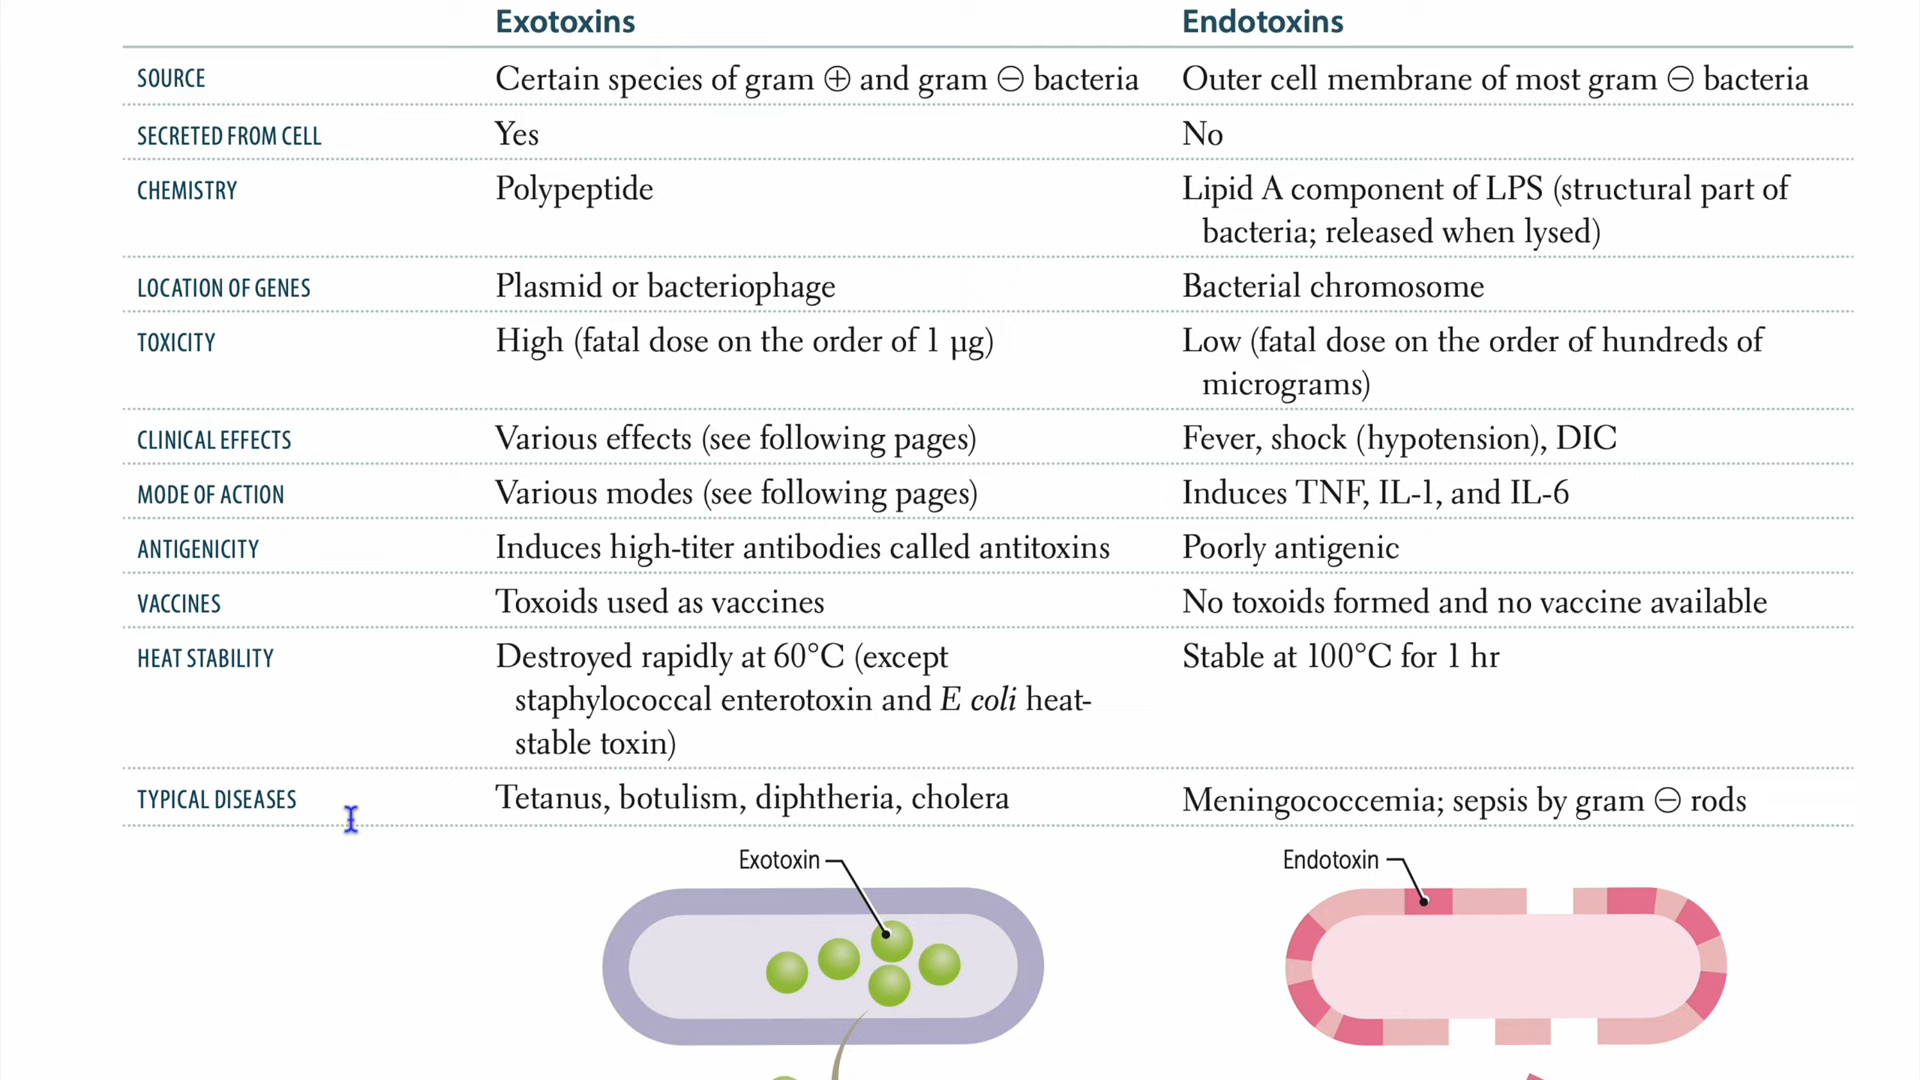 Exotoxins Endotoxins
SOURCE Certain species of gram ⊕ and gram ⊖ bacteria Outer cell membrane of most gram ⊖ bacteria
SECRETED FROM CELL Yes No
CHEMISTRY Polypeptide Lipid A component of LPS (structural part of
bacteria; released when lysed)
LOCATION OF GENES Plasmid or bacteriophage Bacterial chromosome
TOXICITY High (fatal dose on the order of 1 µg) Low (fatal dose on the order of hundreds of
micrograms)
CLINICAL EFFECTS Various effects (see following pages) Fever, shock (hypotension), DIC
MODE OF ACTION Various modes (see following pages) Induces TNF, IL-1, and IL-6
ANTIGENICITY Induces high-titer antibodies called antitoxins Poorly antigenic
VACCINES Toxoids used as vaccines No toxoids formed and no vaccine available
HEAT STABILITY Destroyed rapidly at 60°C (except Stable at 100°C for 1 hr
staphylococcal enterotoxin and E coli heat-
stable toxin)
TYPICAL DISEASES Tetanus, botulism, diphtheria, cholera Meningococcemia; sepsis by gram ⊖ rods
Exotoxin Endotoxin